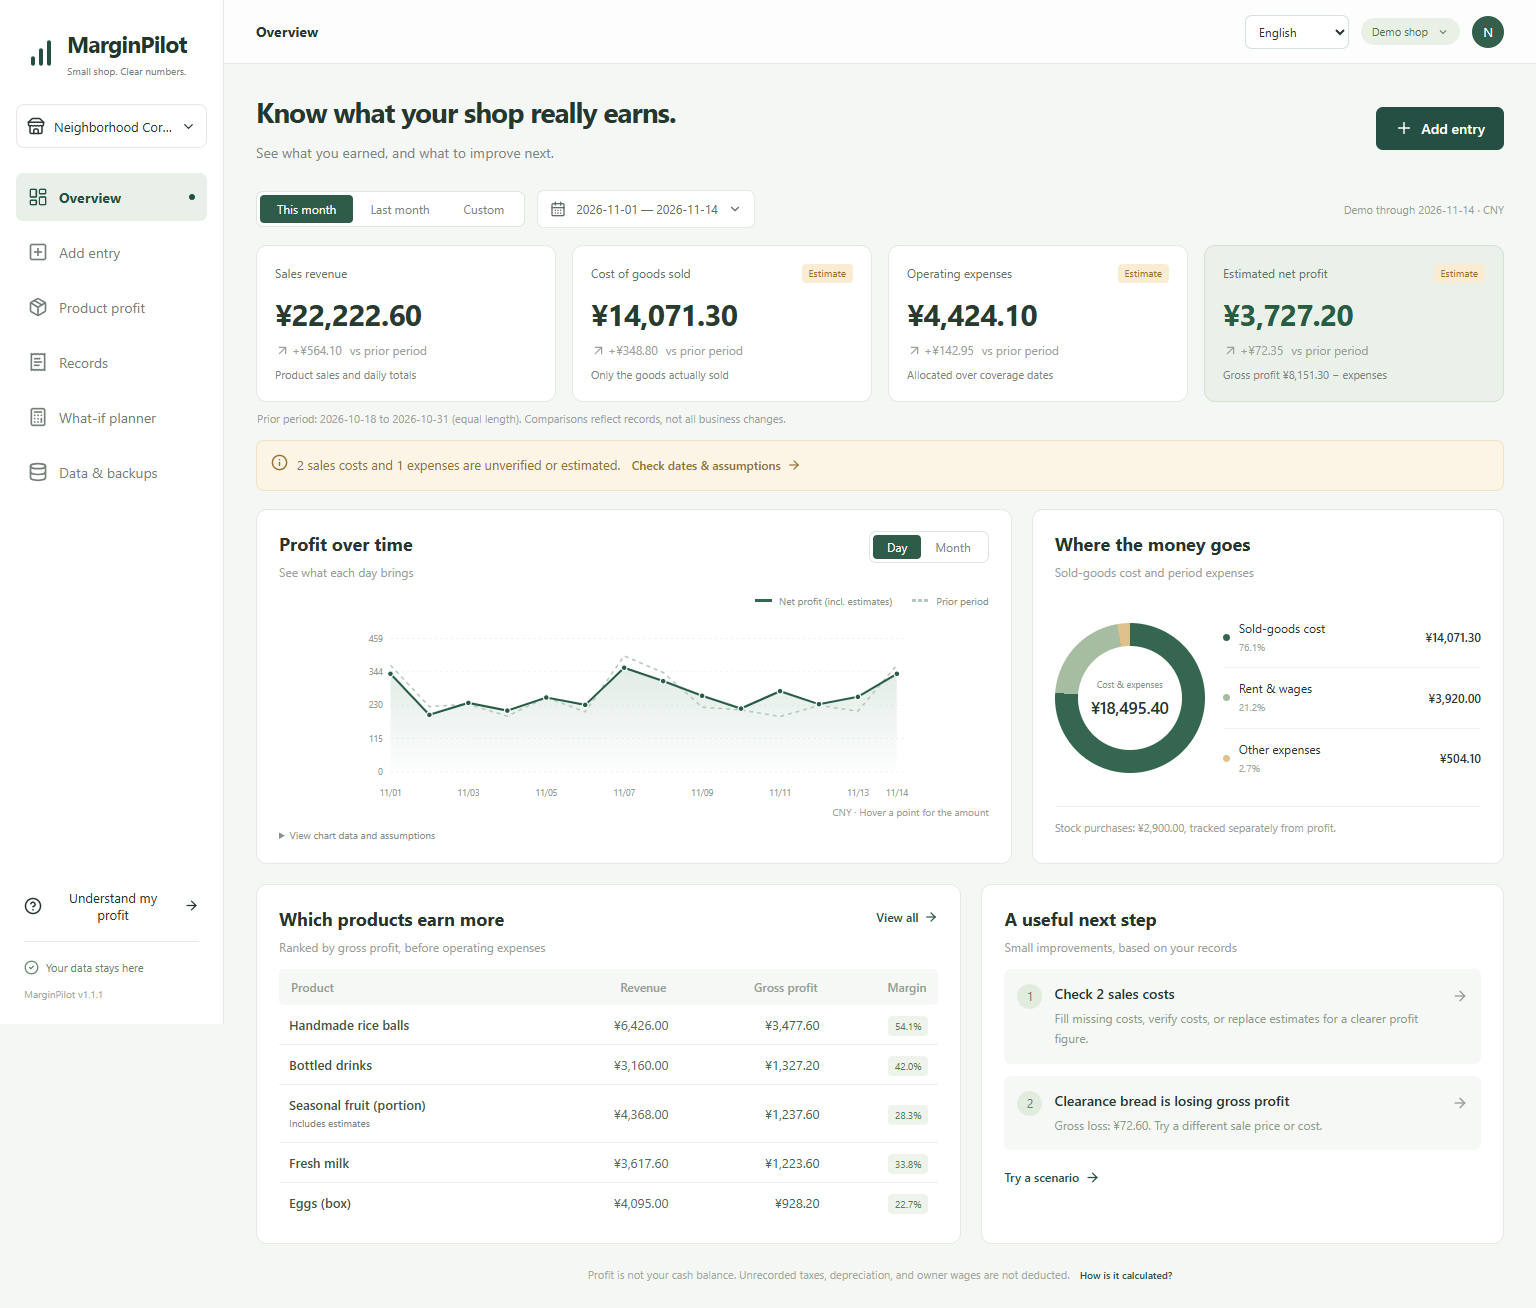 MarginPilot
Small shop. Clear numbers.
Neighborhood Cor...
Overview
Add entry
Product profit
Records
What-if planner
Data & backups
Understand my
profit
Your data stays here
MarginPilot v1.1.1
Overview
English
Demo shop
N
Know what your shop really earns.
See what you earned, and what to improve next.
Add entry
This month
Last month
Custom
2026-11-01 — 2026-11-14
Demo through 2026-11-14 · CNY
Sales revenue
¥22,222.60
+¥564.10 vs prior period
Product sales and daily totals
Cost of goods sold
Estimate
¥14,071.30
+¥348.80 vs prior period
Only the goods actually sold
Operating expenses
Estimate
¥4,424.10
+¥142.95 vs prior period
Allocated over coverage dates
Estimated net profit
Estimate
¥3,727.20
+¥72.35 vs prior period
Gross profit ¥8,151.30 − expenses
Prior period: 2026-10-18 to 2026-10-31 (equal length). Comparisons reflect records, not all business changes.
2 sales costs and 1 expenses are unverified or estimated. Check dates & assumptions
Profit over time
See what each day brings
Day
Month
Net profit (incl. estimates)
Prior period
459
344
230
115
0
11/01
11/03
11/05
11/07
11/09
11/11
11/13
11/14
CNY · Hover a point for the amount
View chart data and assumptions
Where the money goes
Sold-goods cost and period expenses
Cost & expenses
¥18,495.40
Sold-goods cost
76.1%
¥14,071.30
Rent & wages
21.2%
¥3,920.00
Other expenses
2.7%
¥504.10
Stock purchases: ¥2,900.00, tracked separately from profit.
Which products earn more
View all
Ranked by gross profit, before operating expenses
Product Revenue Gross profit Margin
Handmade rice balls ¥6,426.00 ¥3,477.60 54.1%
Bottled drinks ¥3,160.00 ¥1,327.20 42.0%
Seasonal fruit (portion) ¥4,368.00 ¥1,237.60 28.3%
Includes estimates
Fresh milk ¥3,617.60 ¥1,223.60 33.8%
Eggs (box) ¥4,095.00 ¥928.20 22.7%
A useful next step
Small improvements, based on your records
1
Check 2 sales costs
Fill missing costs, verify costs, or replace estimates for a clearer profit
figure.
2
Clearance bread is losing gross profit
Gross loss: ¥72.60. Try a different sale price or cost.
Try a scenario
Profit is not your cash balance. Unrecorded taxes, depreciation, and owner wages are not deducted. How is it calculated?